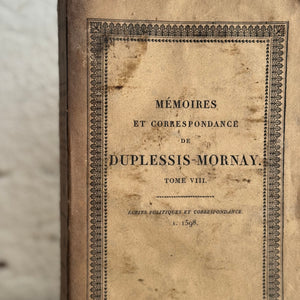 MÉMOIRES
ET CORRESPONDANCE
DE
DUPLESSIS-MORNAY.
TOME VIII.
ÉCRITS POLITIQUES ET CORRESPONDANCE.
1598.